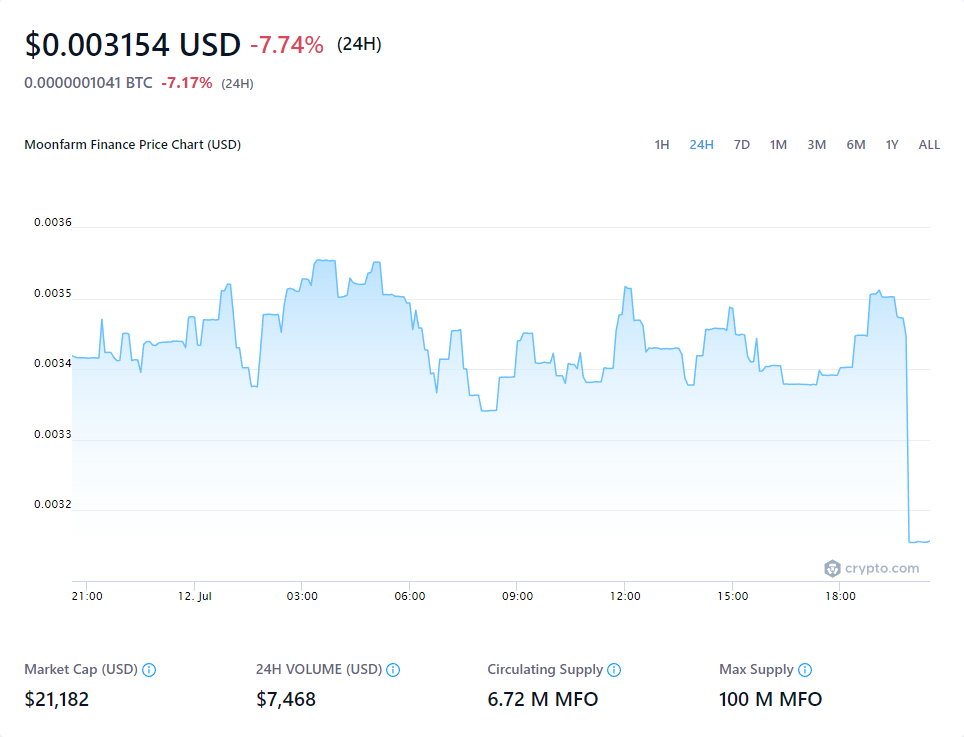 $0.003154 USD -7.74% (24H)
0.0000001041 BTC -7.17% (24H)
Moonfarm Finance Price Chart (USD) 1H 24H 7D 1M 3M 6M 1Y ALL
0.0036
0.0035
0.0034
0.0033
0.0032
crypto.com
21:00 12. Jul 03:00 06:00 09:00 12:00 15:00 18:00
Market Cap (USD) 24H VOLUME (USD) Circulating Supply Max Supply
$21,182 $7,468 6.72 M MFO 100 M MFO